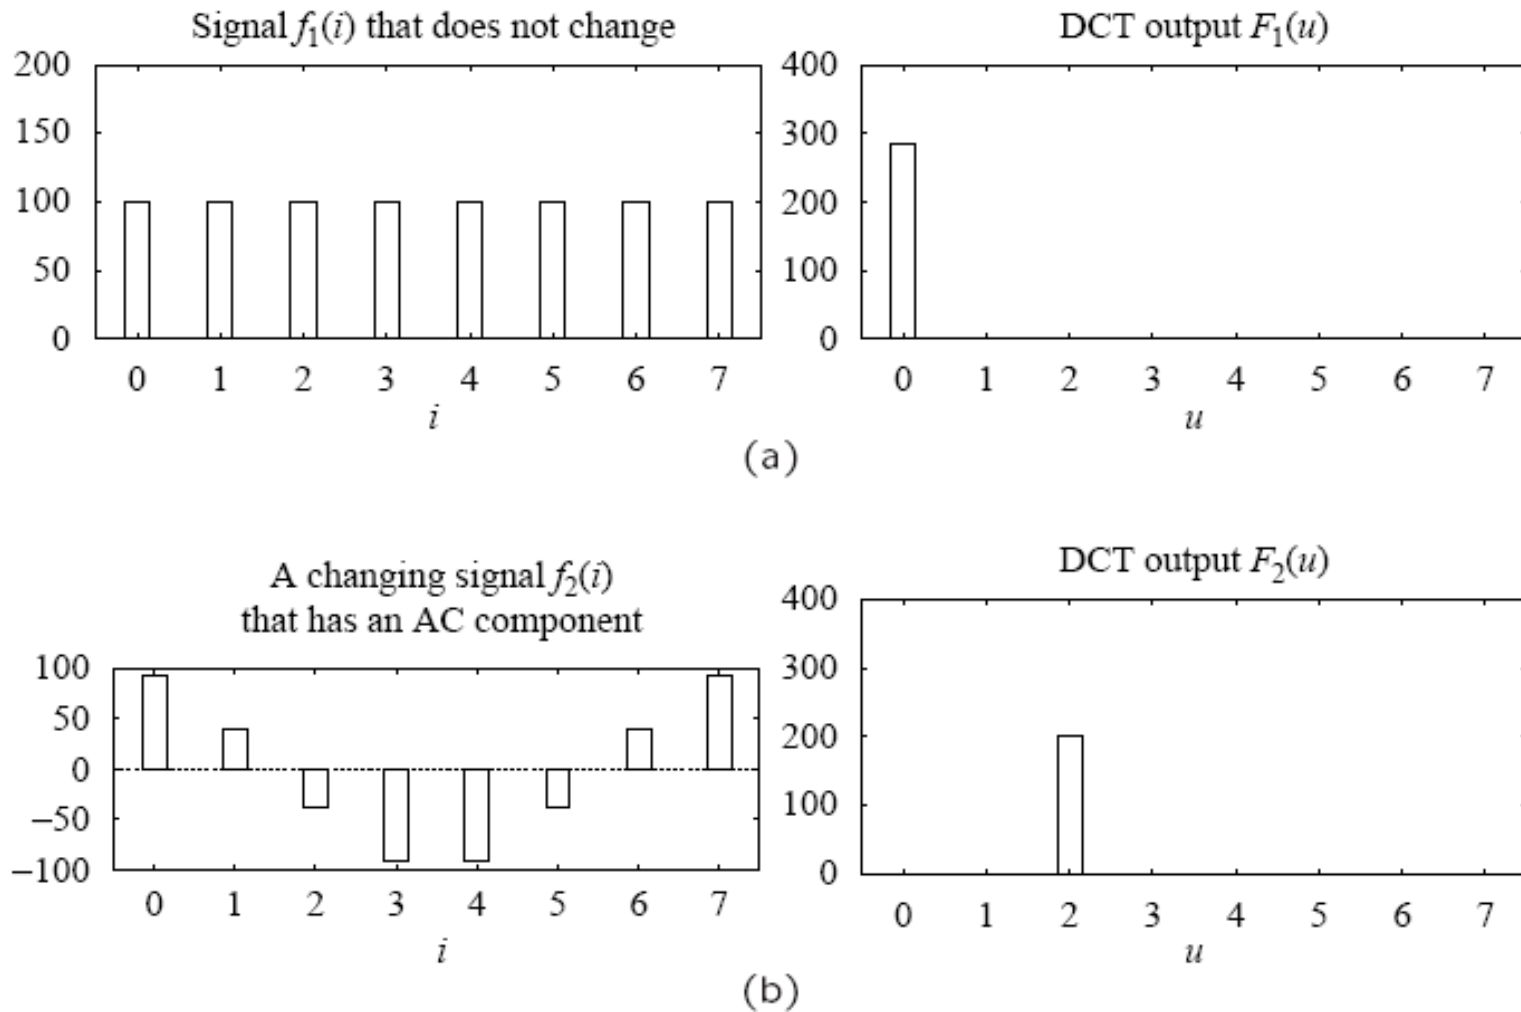 Signal f₁(i) that does not change
200
150
100
50
0
0 1 2 3 4 5 6 7
i
DCT output F₁(u)
400
300
200
100
0
0 1 2 3 4 5 6 7
u
(a)
A changing signal f₂(i)
that has an AC component
100
50
0
−50
−100
0 1 2 3 4 5 6 7
i
DCT output F₂(u)
400
300
200
100
0
0 1 2 3 4 5 6 7
u
(b)